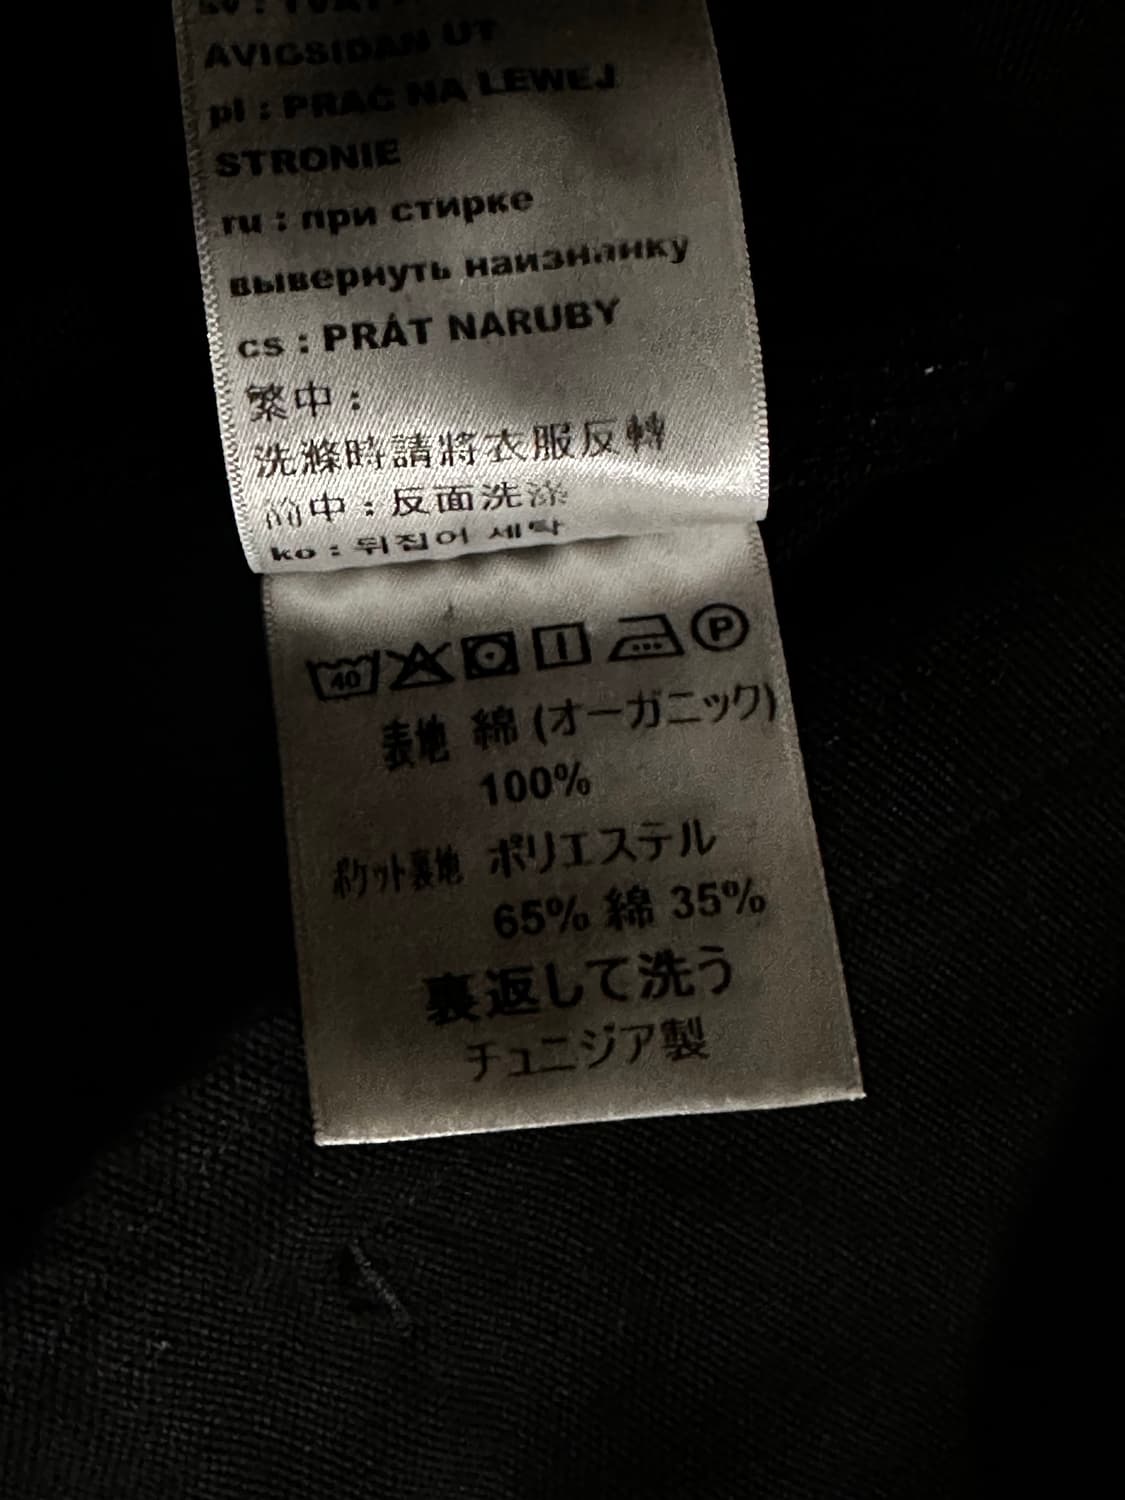 AVIGSIDAN UT
pl : PRAĆ NA LEWEJ
STRONIE
ru : при стирке
вывернуть наизнанку
cs : PRÁT NARUBY
繁中 :
洗滌時請將衣服反轉
简中 : 反面洗涤
ko : 뒤집어 세탁
40 P
表地 綿 (オーガニック)
100%
ポケット裏地 ポリエステル
65% 綿 35%
裏返して洗う
チュニジア製